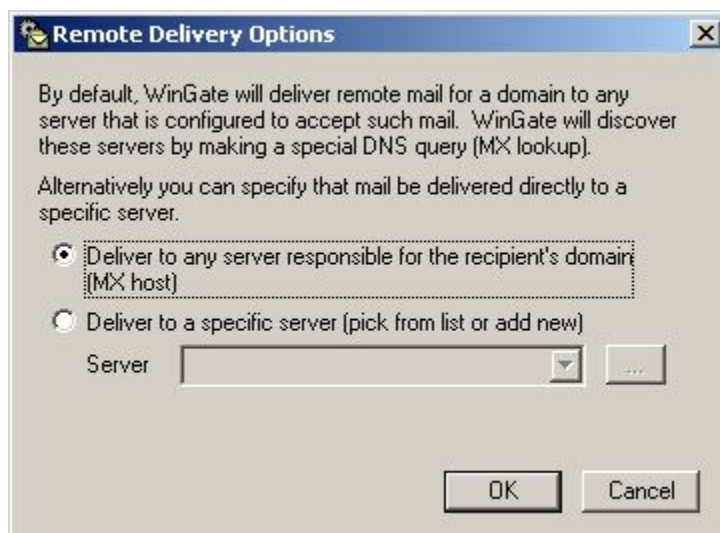 Remote Delivery Options
By default, WinGate will deliver remote mail for a domain to any
server that is configured to accept such mail. WinGate will discover
these servers by making a special DNS query (MX lookup).
Alternatively you can specify that mail be delivered directly to a
specific server.
Deliver to any server responsible for the recipient's domain
(MX host)
Deliver to a specific server (pick from list or add new)
Server
...
OK
Cancel